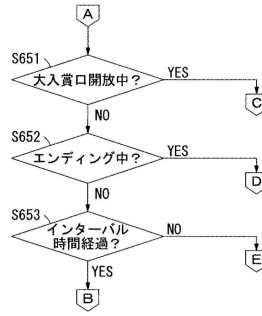 A
S651
大入賞口開放中?
YES
C
NO
S652
エンディング中?
YES
D
NO
S653
インターバル
時間経過?
NO
E
YES
B